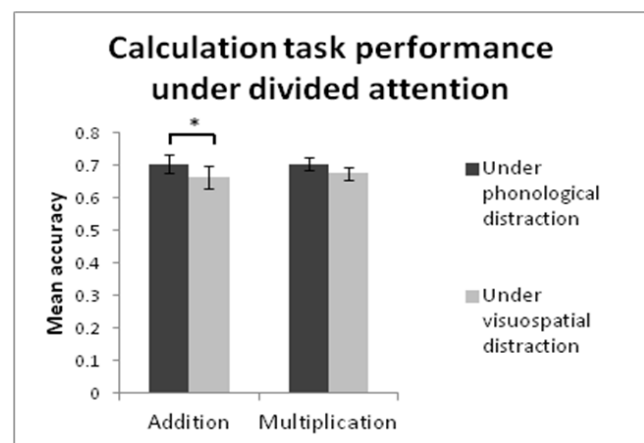 Calculation task performance
under divided attention
*
0.8
0.7
0.6
0.5
0.4
0.3
0.2
0.1
0
Mean accuracy
Addition
Multiplication
Under
phonological
distraction
Under
visuospatial
distraction